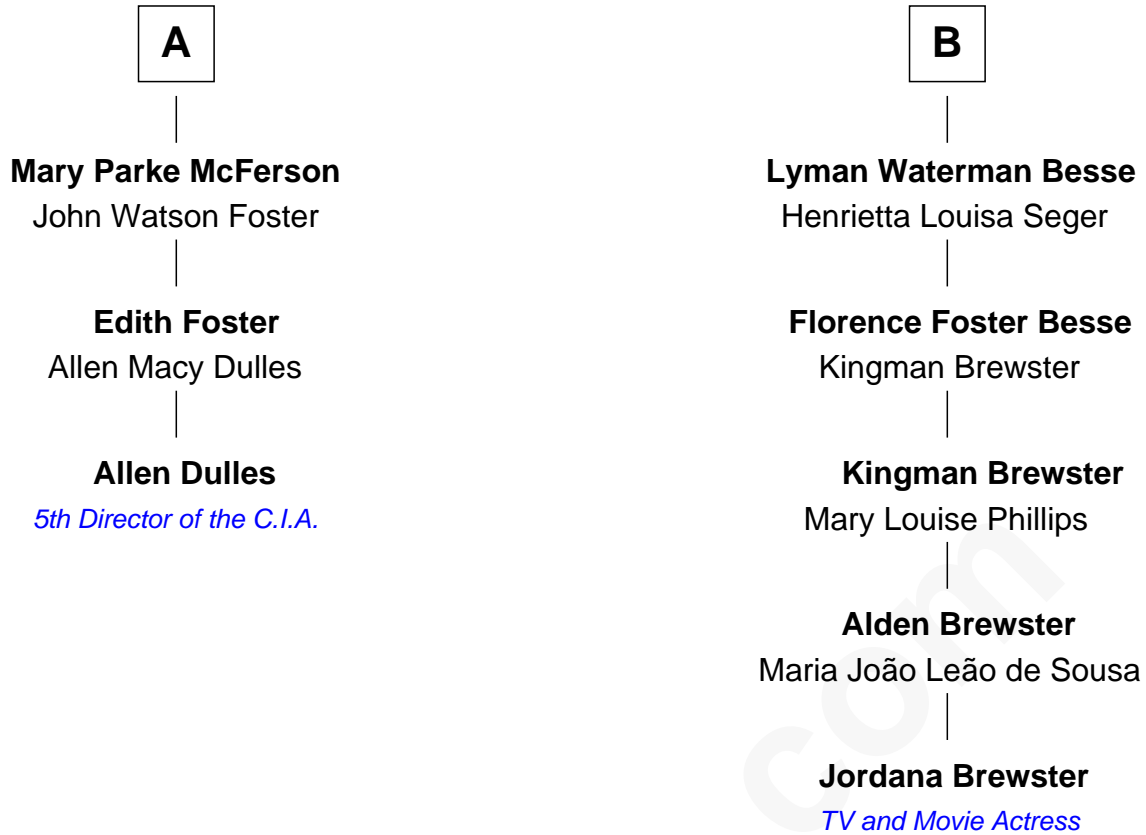 A
Mary Parke McFerson
John Watson Foster
Edith Foster
Allen Macy Dulles
Allen Dulles
5th Director of the C.I.A.
B
Lyman Waterman Besse
Henrietta Louisa Seger
Florence Foster Besse
Kingman Brewster
Kingman Brewster
Mary Louise Phillips
Alden Brewster
Maria João Leão de Sousa
Jordana Brewster
TV and Movie Actress
com